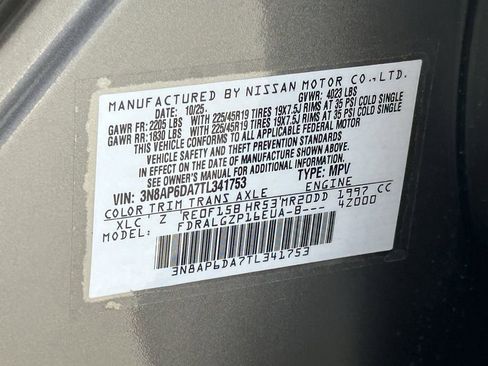 MANUFACTURED BY NISSAN MOTOR CO., LTD.
DATE: 10/25 GVWR: 4023 LBS
GAWR FR: 2205 LBS WITH 225/45R19 TIRES 19X7.5J RIMS AT 35 PSI COLD SINGLE
GAWR RR: 1830 LBS WITH 225/45R19 TIRES 19X7.5J RIMS AT 35 PSI COLD SINGLE
THIS VEHICLE CONFORMS TO ALL APPLICABLE FEDERAL MOTOR
VEHICLE SAFETY STANDARDS IN EFFECT ON THE DATE OF
MANUFACTURE SHOWN ABOVE.
SEE OWNER'S MANUAL FOR ADDITIONAL INFORMATION.
VIN: 3N8AP6DA7TL341753 TYPE: MPV
COLOR TRIM TRANS AXLE ENGINE
XLC Z RE0F15B HR53 MR20DD 1997 CC
MODEL: FDRALGZP16EUA-B--- 42000
3N8AP6DA7TL341753